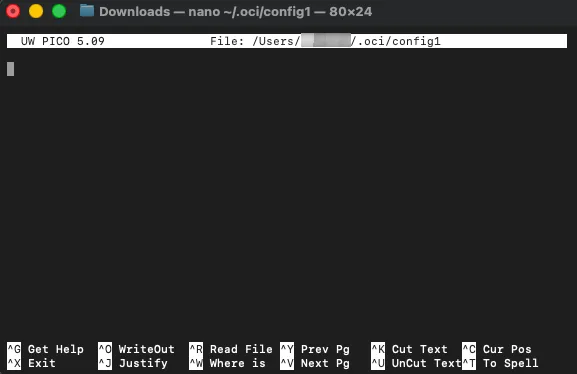 Downloads — nano ~/.oci/config1 — 80×24
UW PICO 5.09 File: /Users/ /.oci/config1
^G Get Help ^O WriteOut ^R Read File ^Y Prev Pg ^K Cut Text ^C Cur Pos
^X Exit ^J Justify ^W Where is ^V Next Pg ^U UnCut Text ^T To Spell